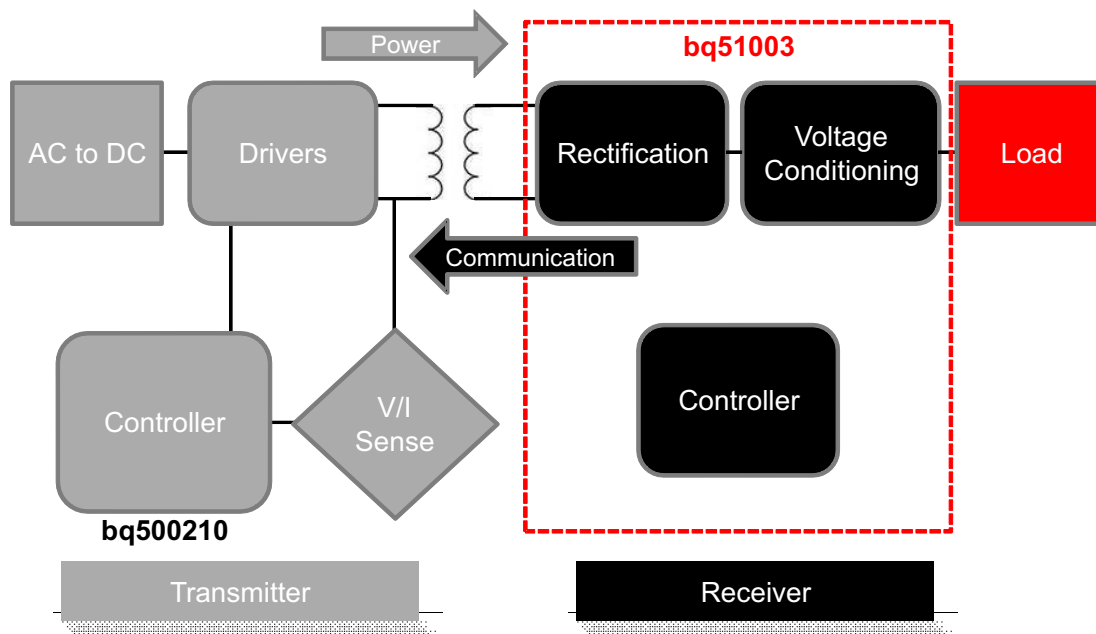 Power
bq51003
AC to DC
Drivers
Rectification
Voltage
Conditioning
Load
Communication
Controller
V/I
Sense
Controller
bq500210
Transmitter
Receiver